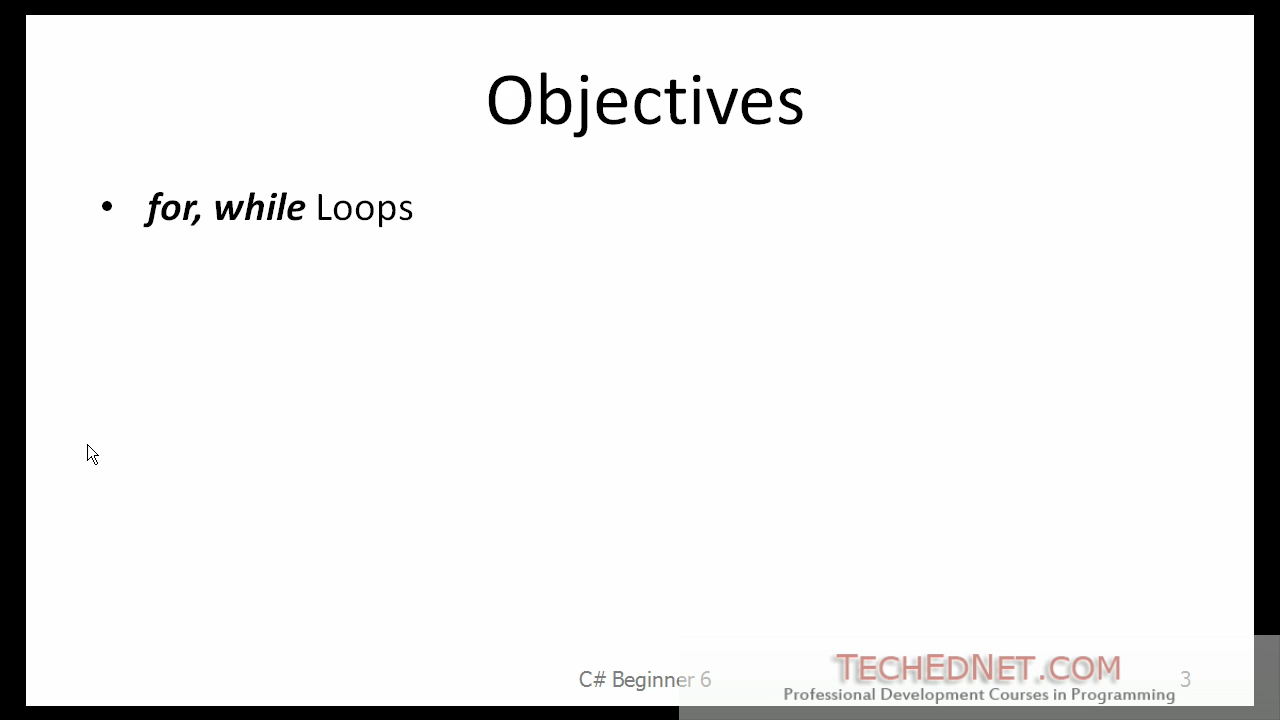 Objectives
• for, while Loops
C# Beginner 6
TECHEDNET.COM
3
Professional Development Courses in Programming